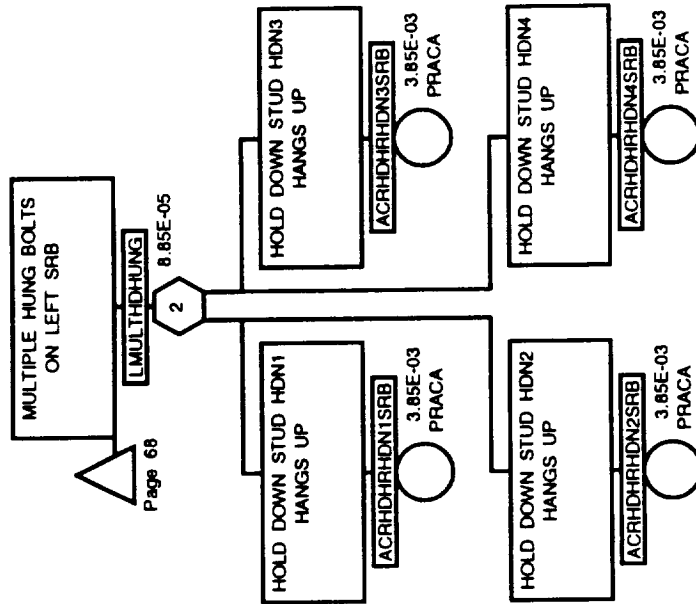 MULTIPLE HUNG BOLTS
ON LEFT SRB
LMULTHDHUNG
8.85E-05
2
Page 68
HOLD DOWN STUD HDN1
HANGS UP
ACRHDHRHDN1SRB
3.85E-03
PRACA
HOLD DOWN STUD HDN3
HANGS UP
ACRHDHRHDN3SRB
3.85E-03
PRACA
HOLD DOWN STUD HDN2
HANGS UP
ACRHDHRHDN2SRB
3.85E-03
PRACA
HOLD DOWN STUD HDN4
HANGS UP
ACRHDHRHDN4SRB
3.85E-03
PRACA